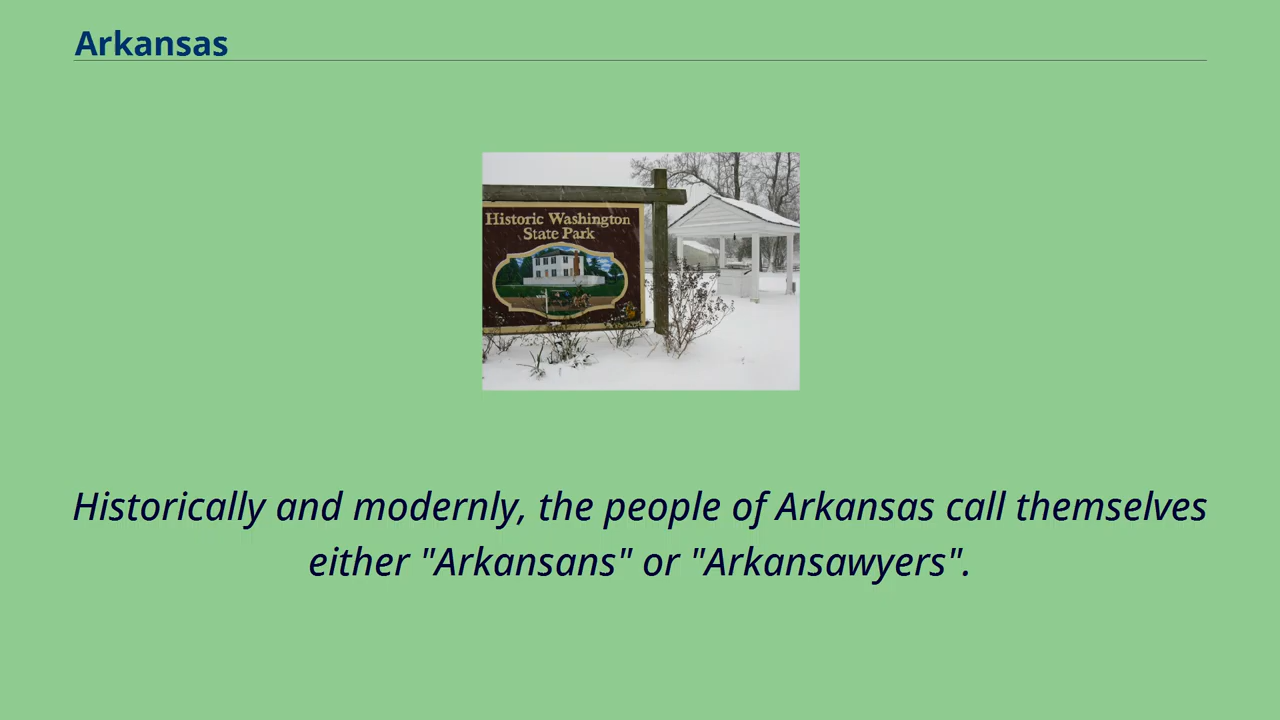 Arkansas
Historic Washington
State Park
Historically and modernly, the people of Arkansas call themselves
either "Arkansans" or "Arkansawyers".